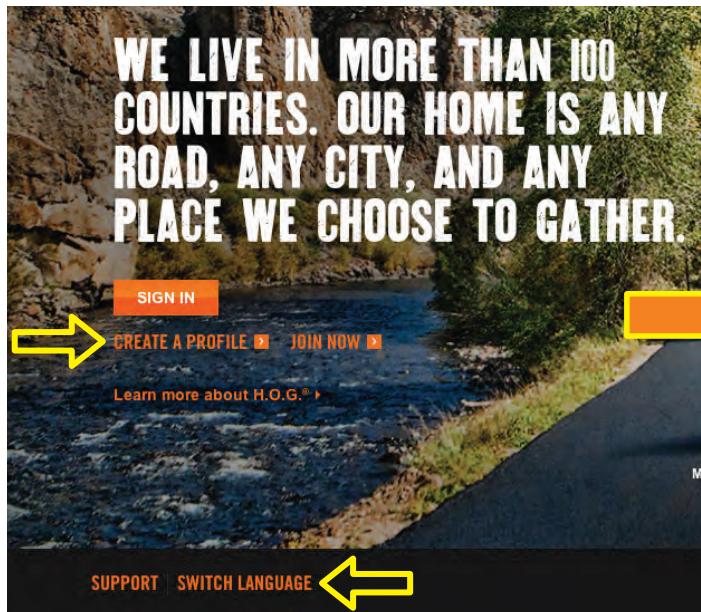 WE LIVE IN MORE THAN 100
COUNTRIES. OUR HOME IS ANY
ROAD, ANY CITY, AND ANY
PLACE WE CHOOSE TO GATHER.
SIGN IN
CREATE A PROFILE JOIN NOW
Learn more about H.O.G.®
M
SUPPORT | SWITCH LANGUAGE